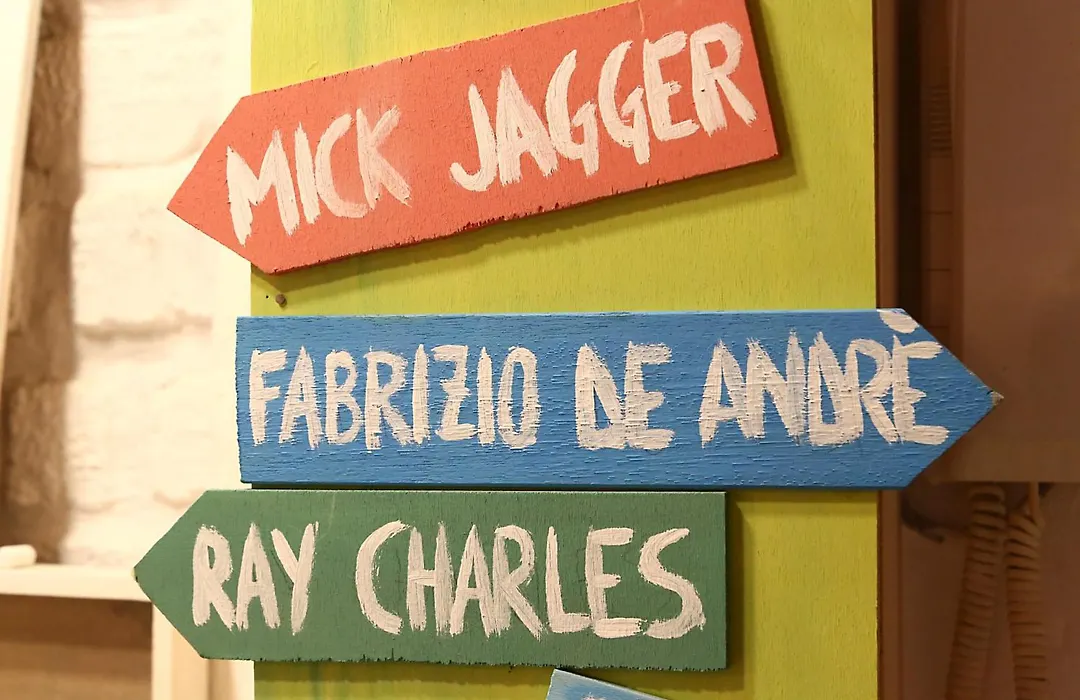 MICK JAGGER
FABRIZIO DE ANDRÈ
RAY CHARLES